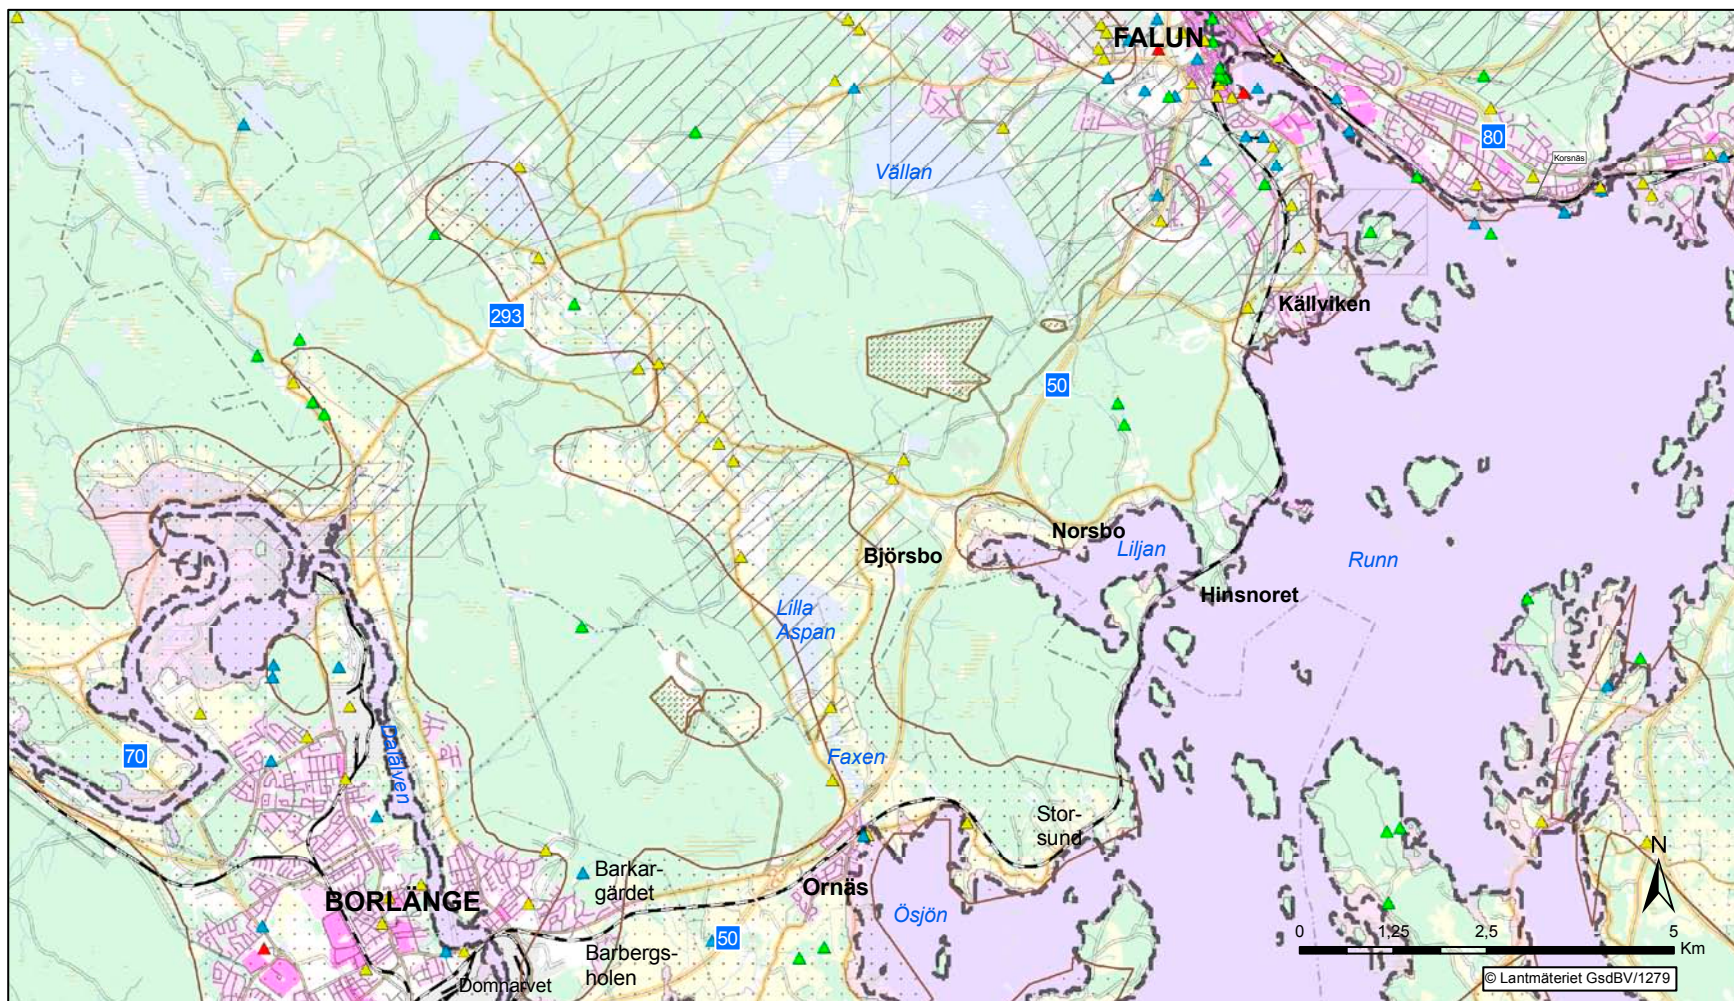 FALUN
80
Korsnäs
Vällan
Källviken
293
50
Norsbo
Björsbo
Liljan
Runn
Hinsnoret
Lilla
Aspan
70
Dalälven
Faxen
Stor-
sund
N
Barkar-
gärdet
Ornäs
BORLÄNGE
Ösjön
50
0 1,25 2,5 5
Km
Barbergs-
holen
Domnarvet
© Lantmäteriet GsdBV/1279